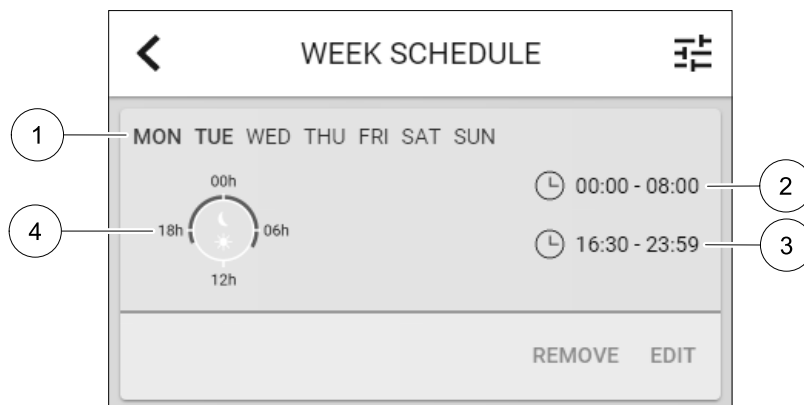 WEEK SCHEDULE
1
MON TUE WED THU FRI SAT SUN
00h
00:00 - 08:00
2
4
18h
06h
16:30 - 23:59
3
12h
REMOVE EDIT